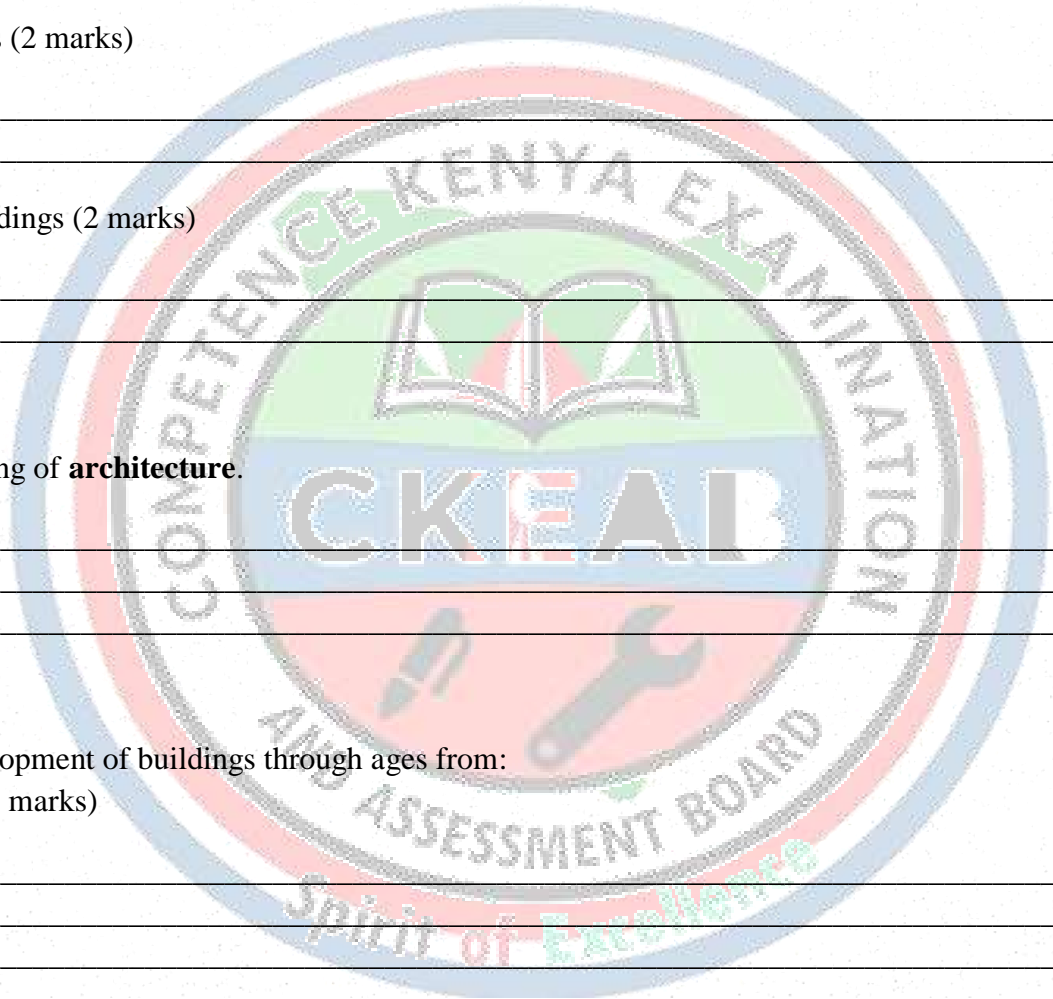 (2 marks)
dings (2 marks)
COMPETENCE KENYA EXAMINATION
ng of architecture.
CKEAB
opment of buildings through ages from:
marks)
AND ASSESSMENT BOARD
Spirit of Excellence